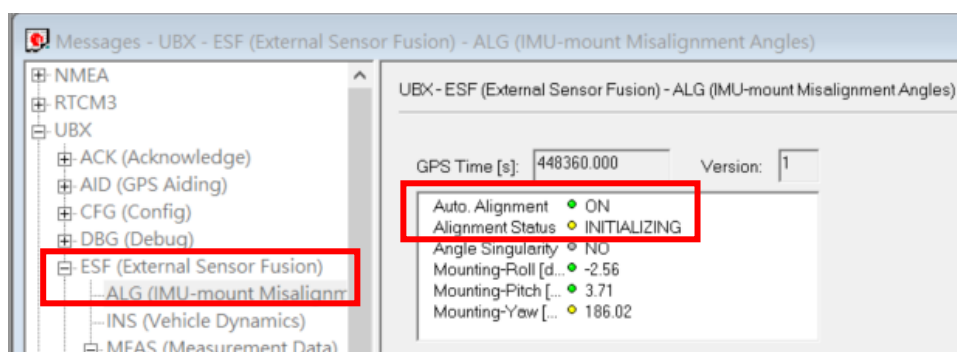 Messages - UBX - ESF (External Sensor Fusion) - ALG (IMU-mount Misalignment Angles)
NMEA
RTCM3
UBX
ACK (Acknowledge)
AID (GPS Aiding)
CFG (Config)
DBG (Debug)
ESF (External Sensor Fusion)
ALG (IMU-mount Misalignm
INS (Vehicle Dynamics)
MEAS (Measurement Data)
UBX - ESF (External Sensor Fusion) - ALG (IMU-mount Misalignment Angles)
GPS Time [s]: 448360.000 Version: 1
Auto. Alignment ON
Alignment Status INITIALIZING
Angle Singularity NO
Mounting-Roll [d... -2.56
Mounting-Pitch [... 3.71
Mounting-Yaw [... 186.02